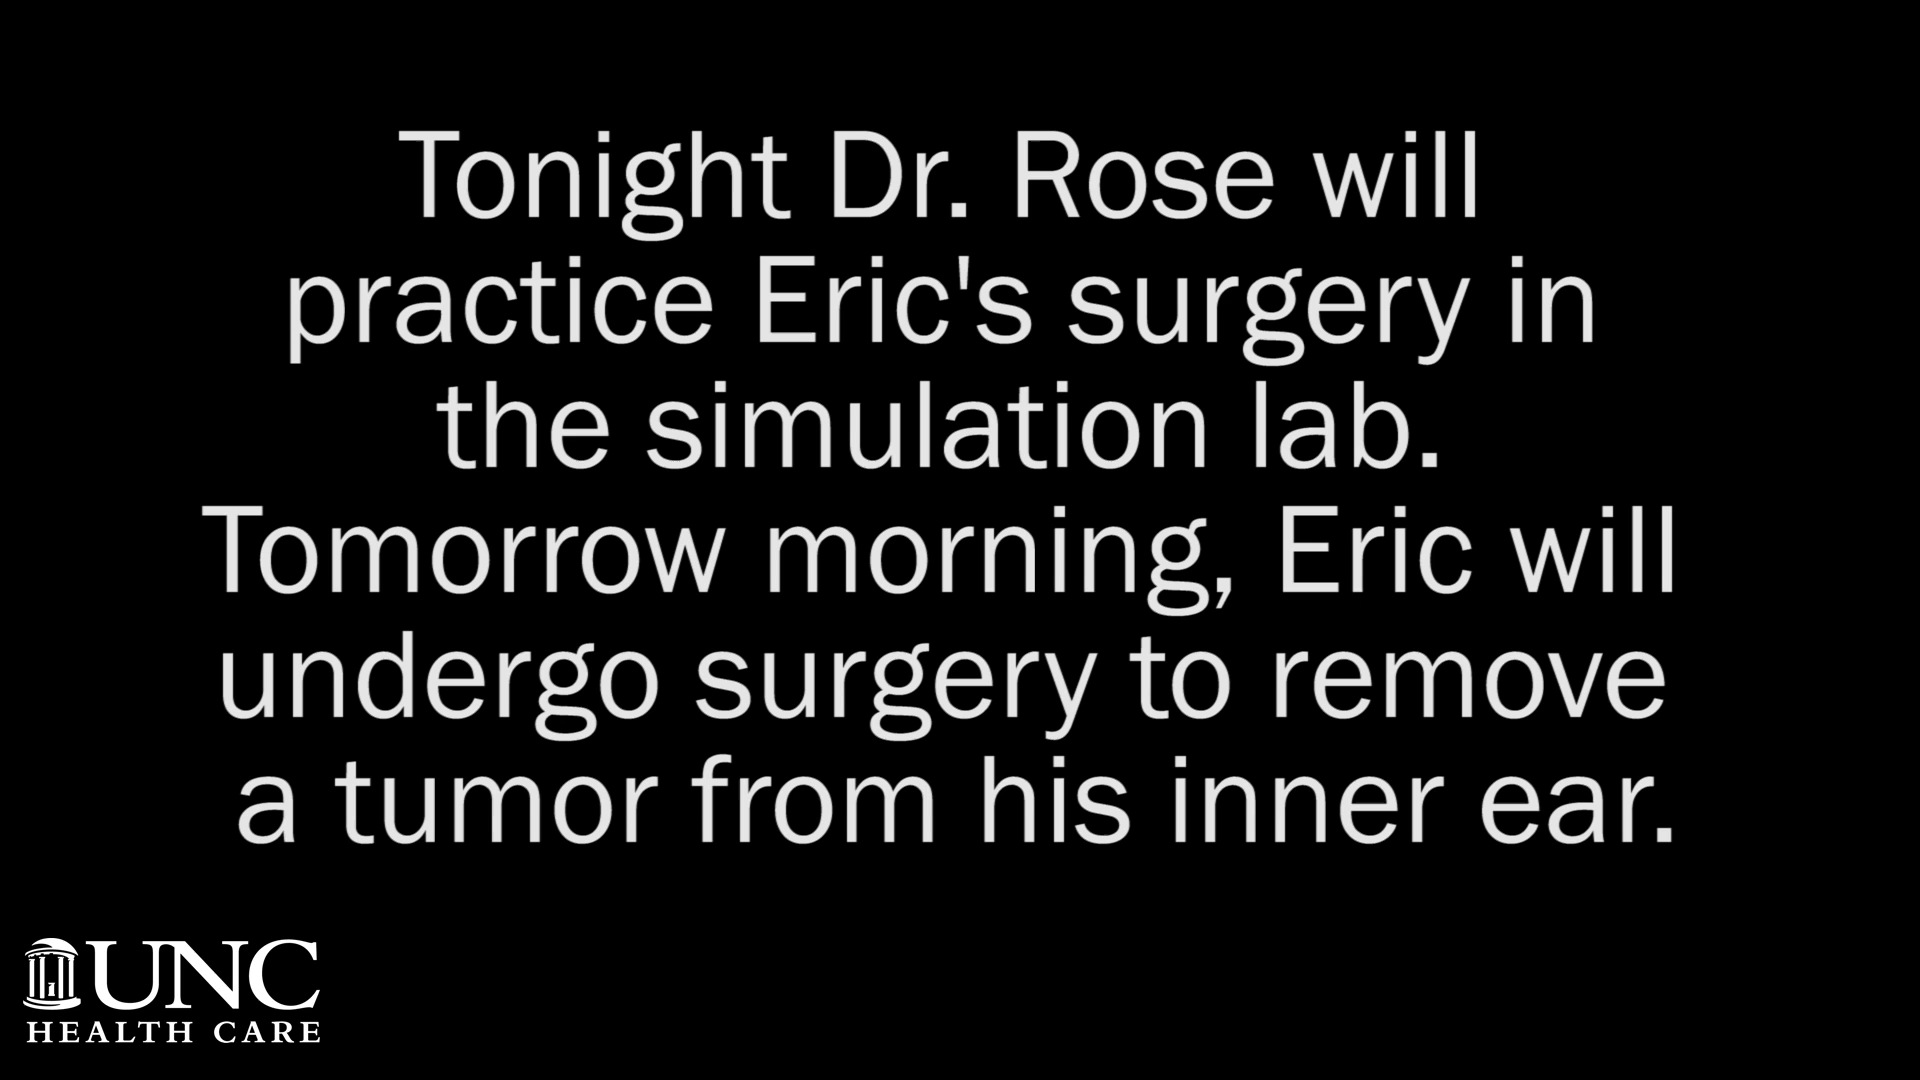 Tonight Dr. Rose will
practice Eric's surgery in
the simulation lab.
Tomorrow morning, Eric will
undergo surgery to remove
a tumor from his inner ear.
UNC
HEALTH CARE